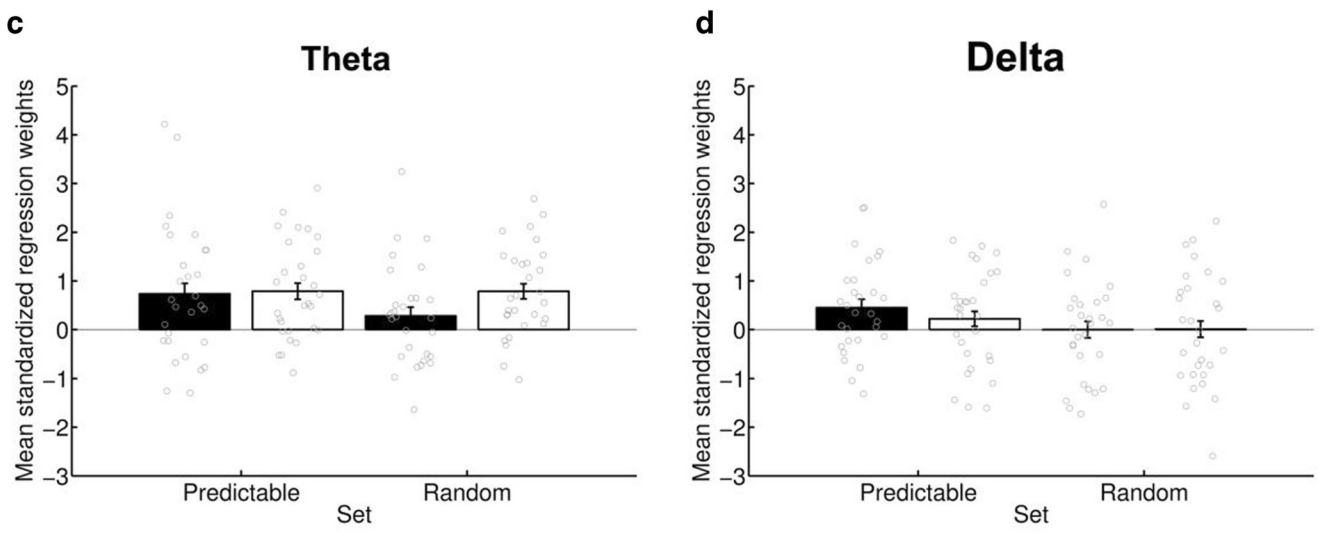 c
Theta
Mean standardized regression weights
5
4
3
2
1
0
−1
−2
−3
Predictable Random
Set
d
Delta
Mean standardized regression weights
5
4
3
2
1
0
−1
−2
−3
Predictable Random
Set